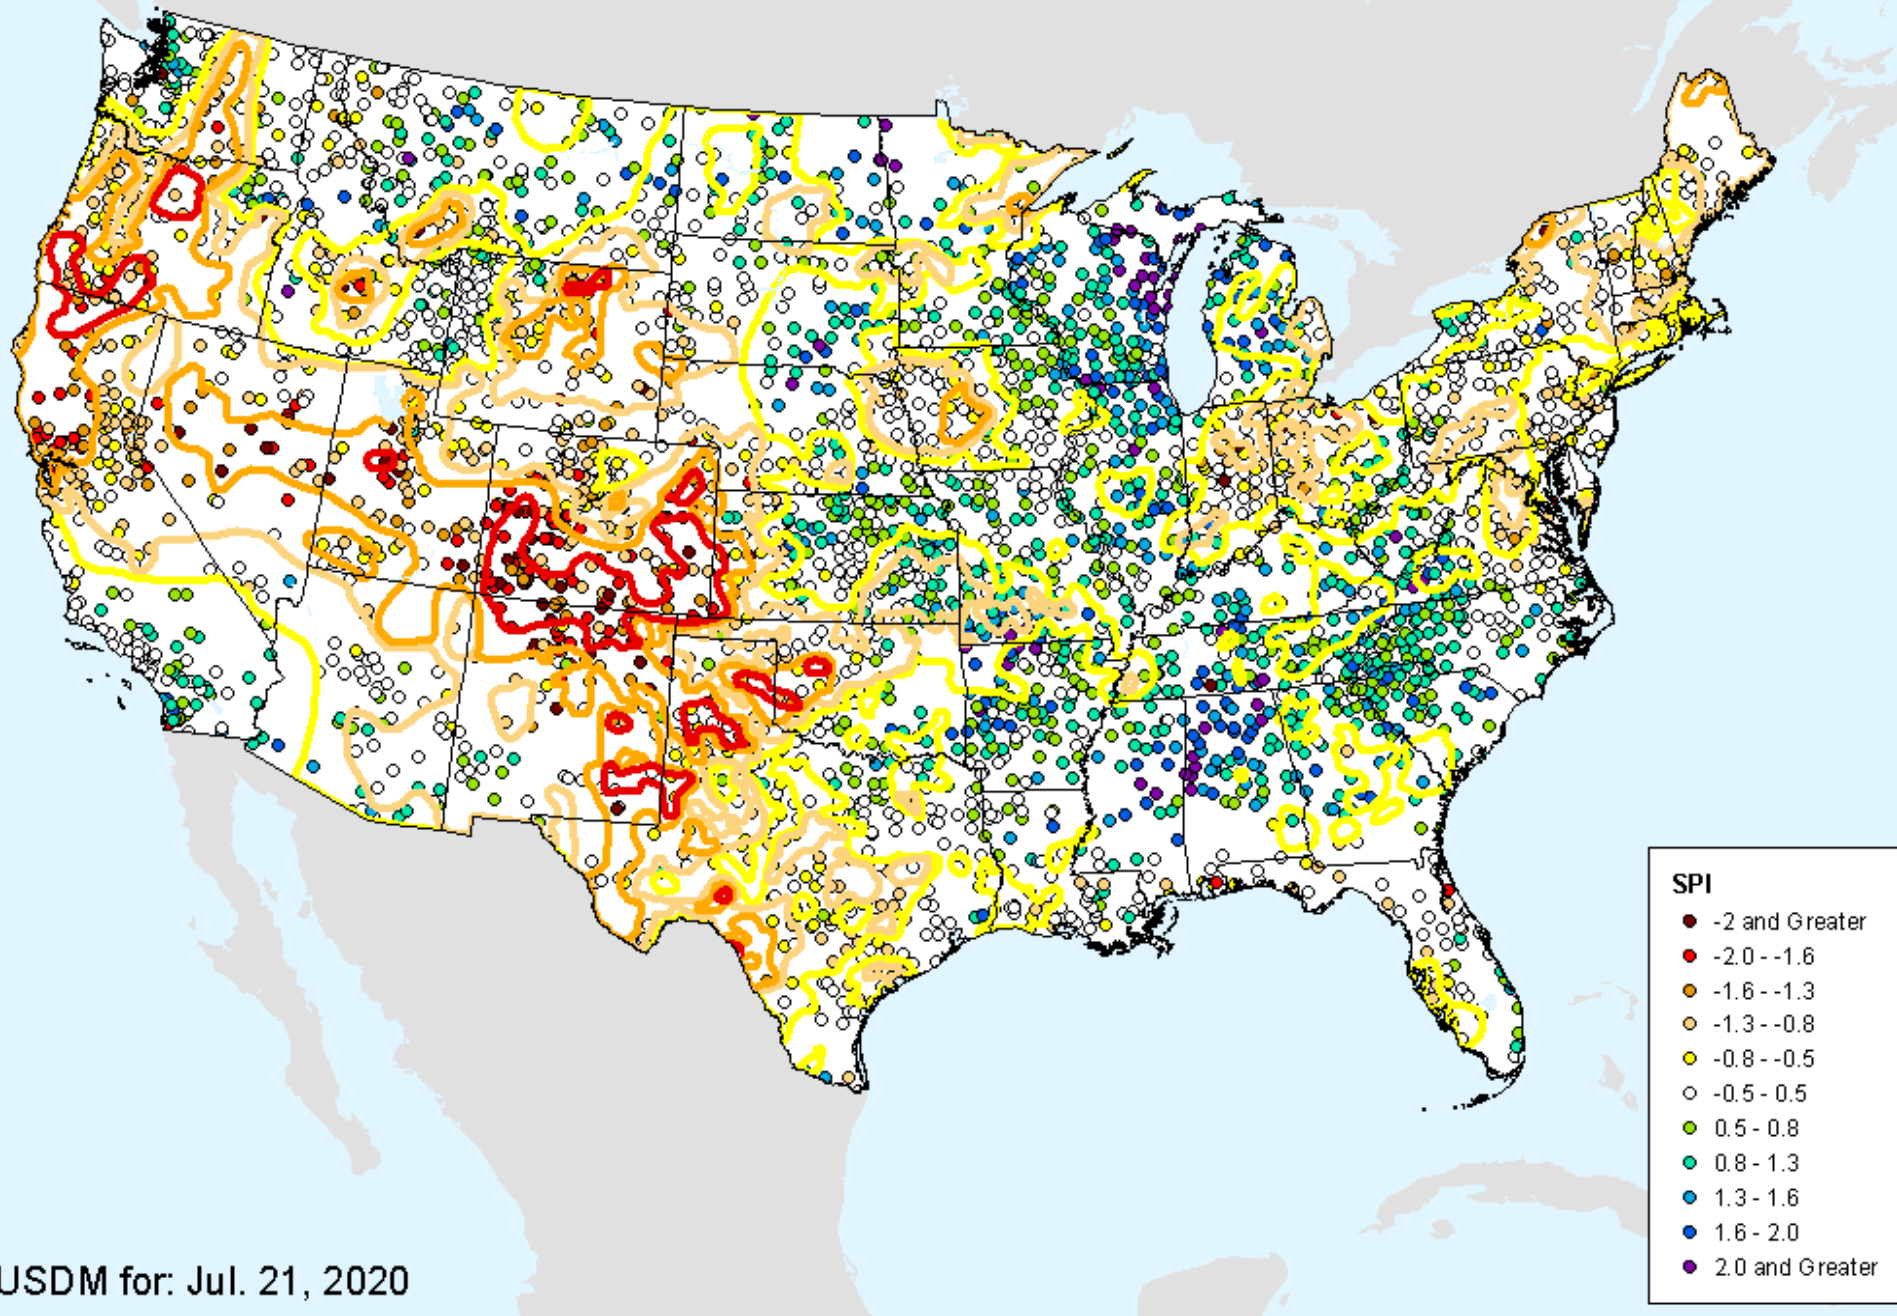 SPI
-2 and Greater
-2.0 - -1.6
-1.6 - -1.3
-1.3 - -0.8
-0.8 - -0.5
-0.5 - 0.5
0.5 - 0.8
0.8 - 1.3
1.3 - 1.6
1.6 - 2.0
2.0 and Greater
USDM for: Jul. 21, 2020